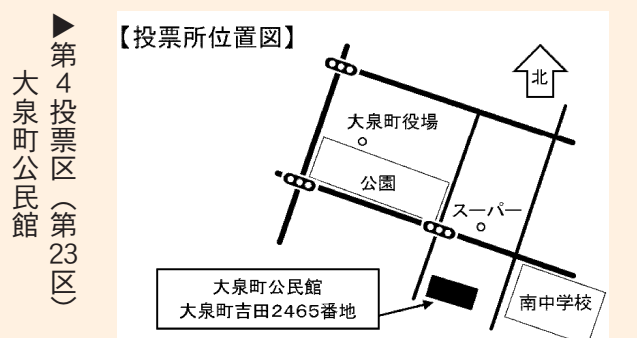 ▶第4投票区（第23区）
大泉町公民館
【投票所位置図】
北
大泉町役場
公園
スーパー
大泉町公民館
大泉町吉田2465番地
南中学校